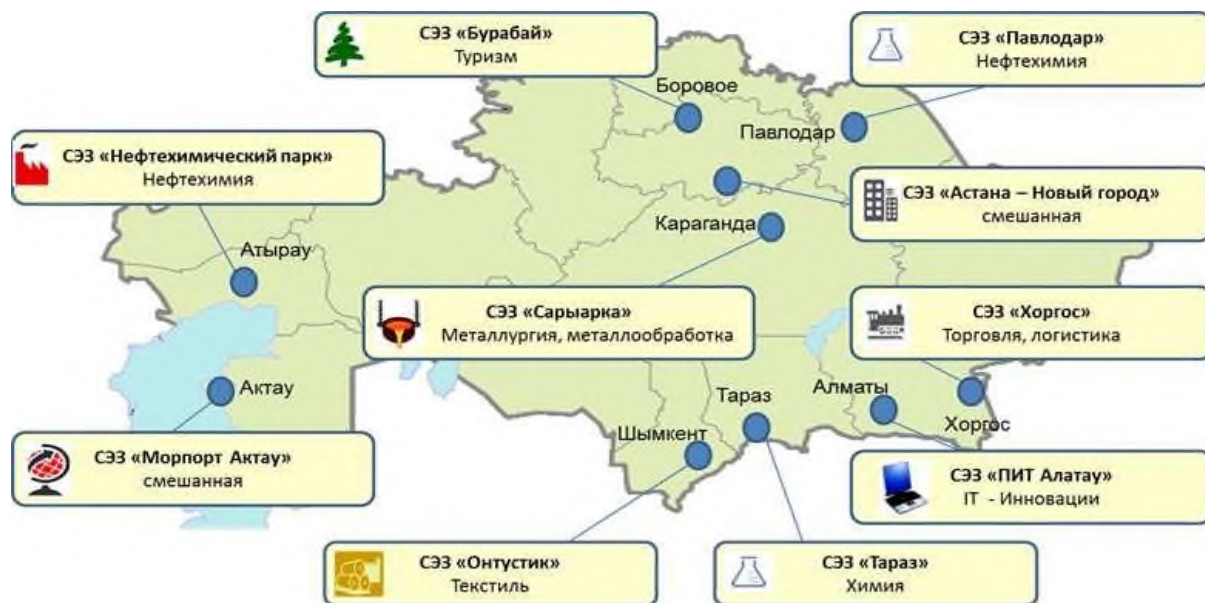 СЭЗ «Бурабай»
Туризм
СЭЗ «Павлодар»
Нефтехимия
Боровое
Павлодар
СЭЗ «Нефтехимический парк»
Нефтехимия
СЭЗ «Астана – Новый город»
смешанная
Караганда
Атырау
СЭЗ «Сарыарка»
Металлургия, металлообработка
СЭЗ «Хоргос»
Торговля, логистика
Актау
Тараз
Алматы
Хоргос
Шымкент
СЭЗ «Морпорт Актау»
смешанная
СЭЗ «ПИТ Алатау»
IT - Инновации
СЭЗ «Онтустик»
Текстиль
СЭЗ «Тараз»
Химия